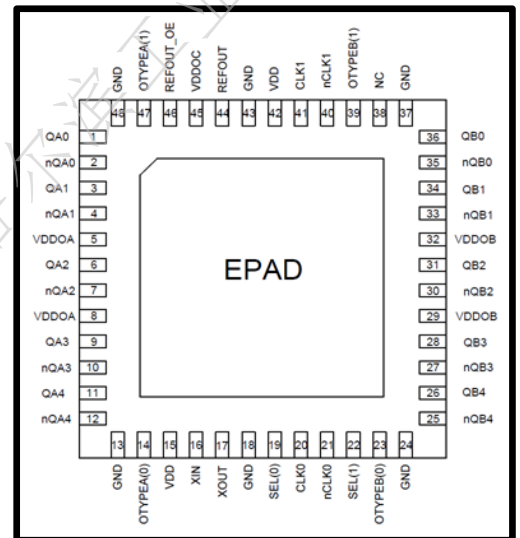 GND
OTYPEA(1)
REFOUT_OE
VDDOC
REFOUT
GND
VDD
CLK1
nCLK1
OTYPEB(1)
NC
GND
48 47 46 45 44 43 42 41 40 39 38 37
QA0 1 36 QB0
nQA0 2 35 nQB0
QA1 3 34 QB1
nQA1 4 33 nQB1
VDDOA 5 32 VDDOB
QA2 6 31 QB2
nQA2 7 30 nQB2
VDDOA 8 29 VDDOB
QA3 9 28 QB3
nQA3 10 27 nQB3
QA4 11 26 QB4
nQA4 12 25 nQB4
EPAD
13 14 15 16 17 18 19 20 21 22 23 24
GND
OTYPEA(0)
VDD
XIN
XOUT
GND
SEL(0)
CLK0
nCLK0
SEL(1)
OTYPEB(0)
GND
尔滨工业